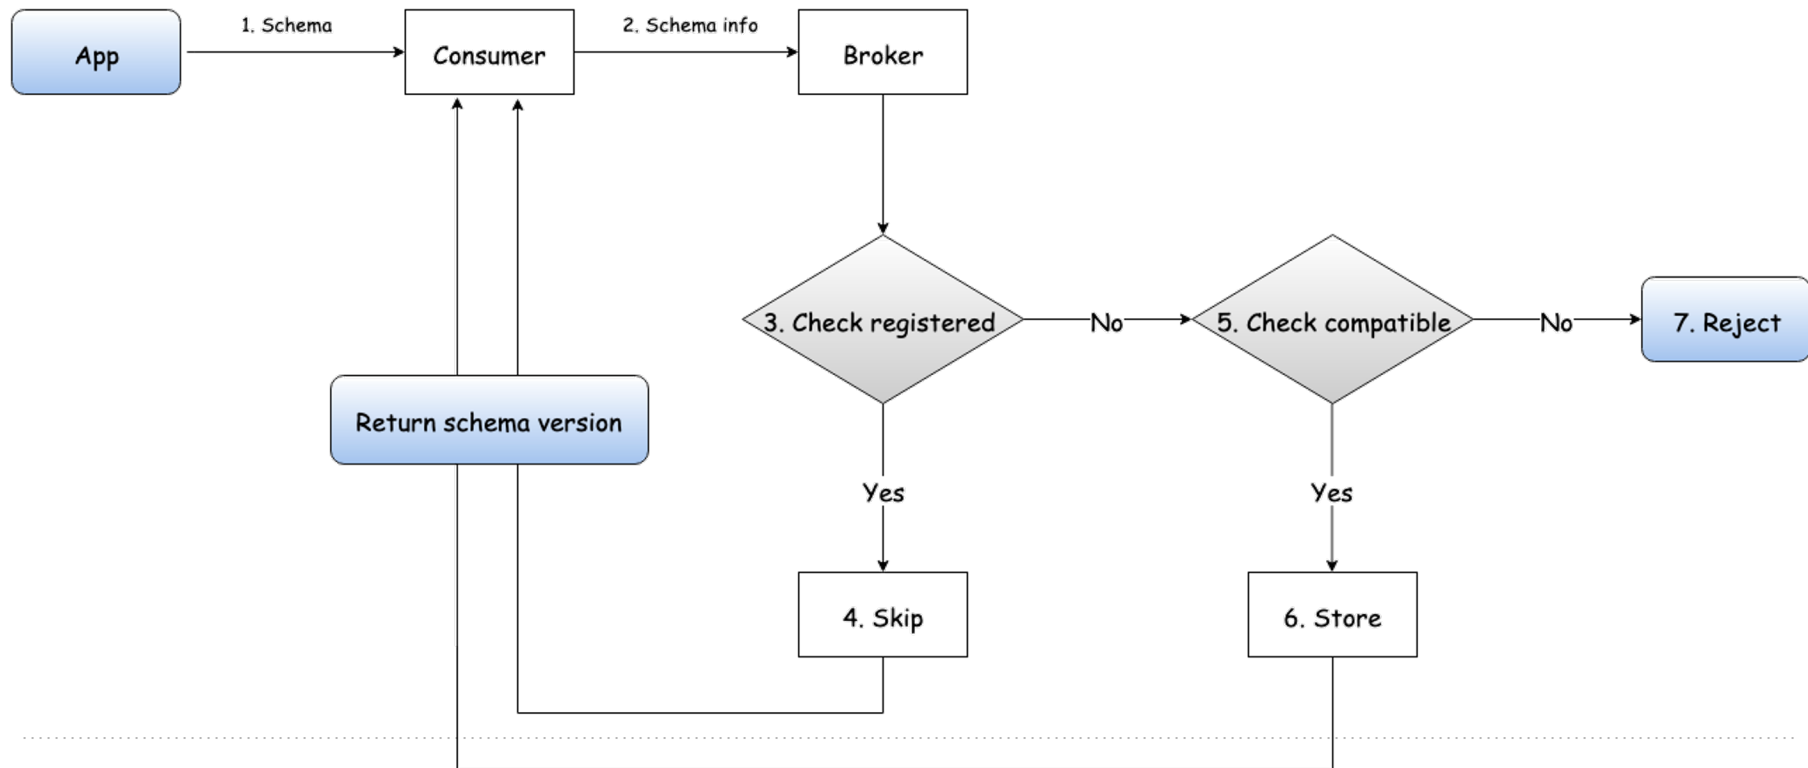 App
1. Schema
Consumer
2. Schema info
Broker
3. Check registered
No
5. Check compatible
No
7. Reject
Return schema version
Yes
Yes
4. Skip
6. Store